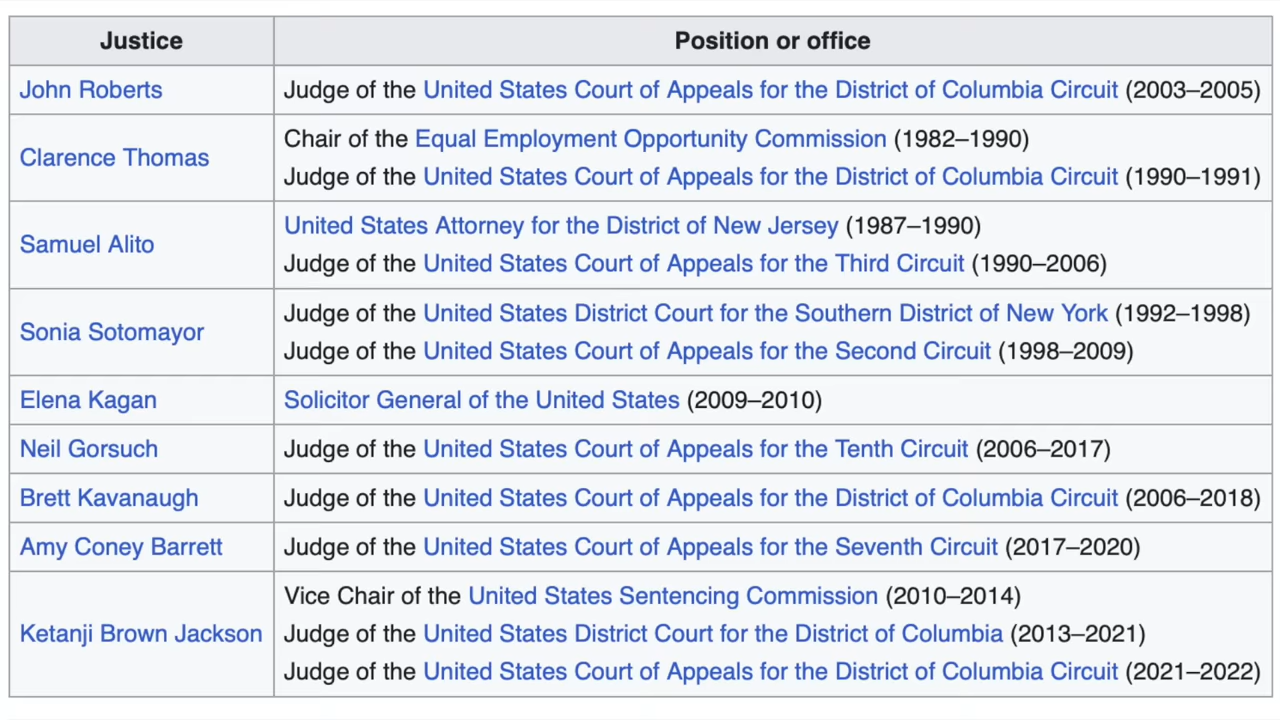 Justice Position or office
John Roberts Judge of the United States Court of Appeals for the District of Columbia Circuit (2003–2005)
Clarence Thomas Chair of the Equal Employment Opportunity Commission (1982–1990)
Judge of the United States Court of Appeals for the District of Columbia Circuit (1990–1991)
Samuel Alito United States Attorney for the District of New Jersey (1987–1990)
Judge of the United States Court of Appeals for the Third Circuit (1990–2006)
Sonia Sotomayor Judge of the United States District Court for the Southern District of New York (1992–1998)
Judge of the United States Court of Appeals for the Second Circuit (1998–2009)
Elena Kagan Solicitor General of the United States (2009–2010)
Neil Gorsuch Judge of the United States Court of Appeals for the Tenth Circuit (2006–2017)
Brett Kavanaugh Judge of the United States Court of Appeals for the District of Columbia Circuit (2006–2018)
Amy Coney Barrett Judge of the United States Court of Appeals for the Seventh Circuit (2017–2020)
Ketanji Brown Jackson Vice Chair of the United States Sentencing Commission (2010–2014)
Judge of the United States District Court for the District of Columbia (2013–2021)
Judge of the United States Court of Appeals for the District of Columbia Circuit (2021–2022)